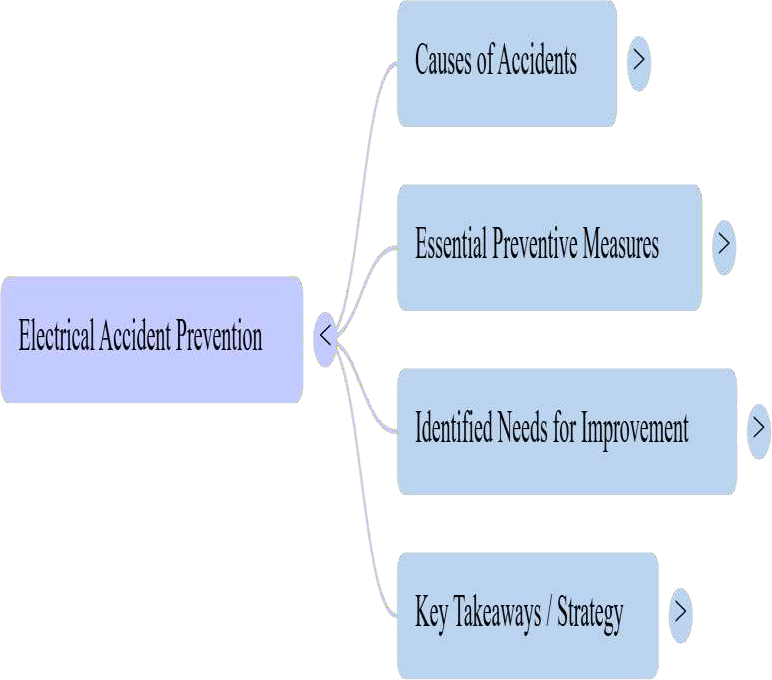 Causes of Accidents
Essential Preventive Measures
Electrical Accident Prevention
Identified Needs for Improvement
Key Takeaways / Strategy